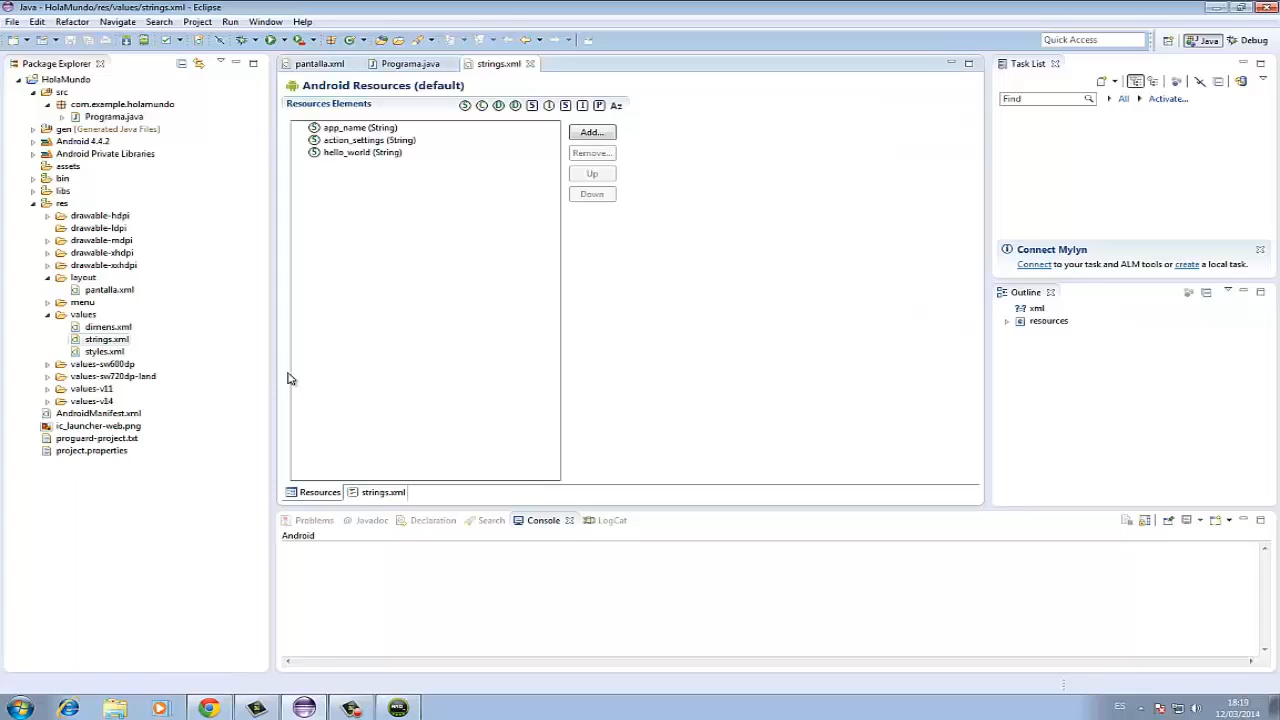 Java - HolaMundo/res/values/strings.xml - Eclipse
File Edit Refactor Navigate Search Project Run Window Help
Quick Access
Java
Debug
Package Explorer
HolaMundo
src
com.example.holamundo
Programa.java
gen [Generated Java Files]
Android 4.4.2
Android Private Libraries
assets
bin
libs
res
drawable-hdpi
drawable-ldpi
drawable-mdpi
drawable-xhdpi
drawable-xxhdpi
layout
pantalla.xml
menu
values
dimens.xml
strings.xml
styles.xml
values-sw600dp
values-sw720dp-land
values-v11
values-v14
AndroidManifest.xml
ic_launcher-web.png
proguard-project.txt
project.properties
pantalla.xml
Programa.java
strings.xml
Android Resources (default)
Resources Elements
S C D D S I S I P Az
S app_name (String)
S action_settings (String)
S hello_world (String)
Add...
Remove...
Up
Down
Resources
strings.xml
Task List
Find
All
Activate...
Connect Mylyn
Connect to your task and ALM tools or create a local task.
Outline
xml
resources
Problems
@ Javadoc
Declaration
Search
Console
LogCat
Android
ES
18:19
12/03/2014